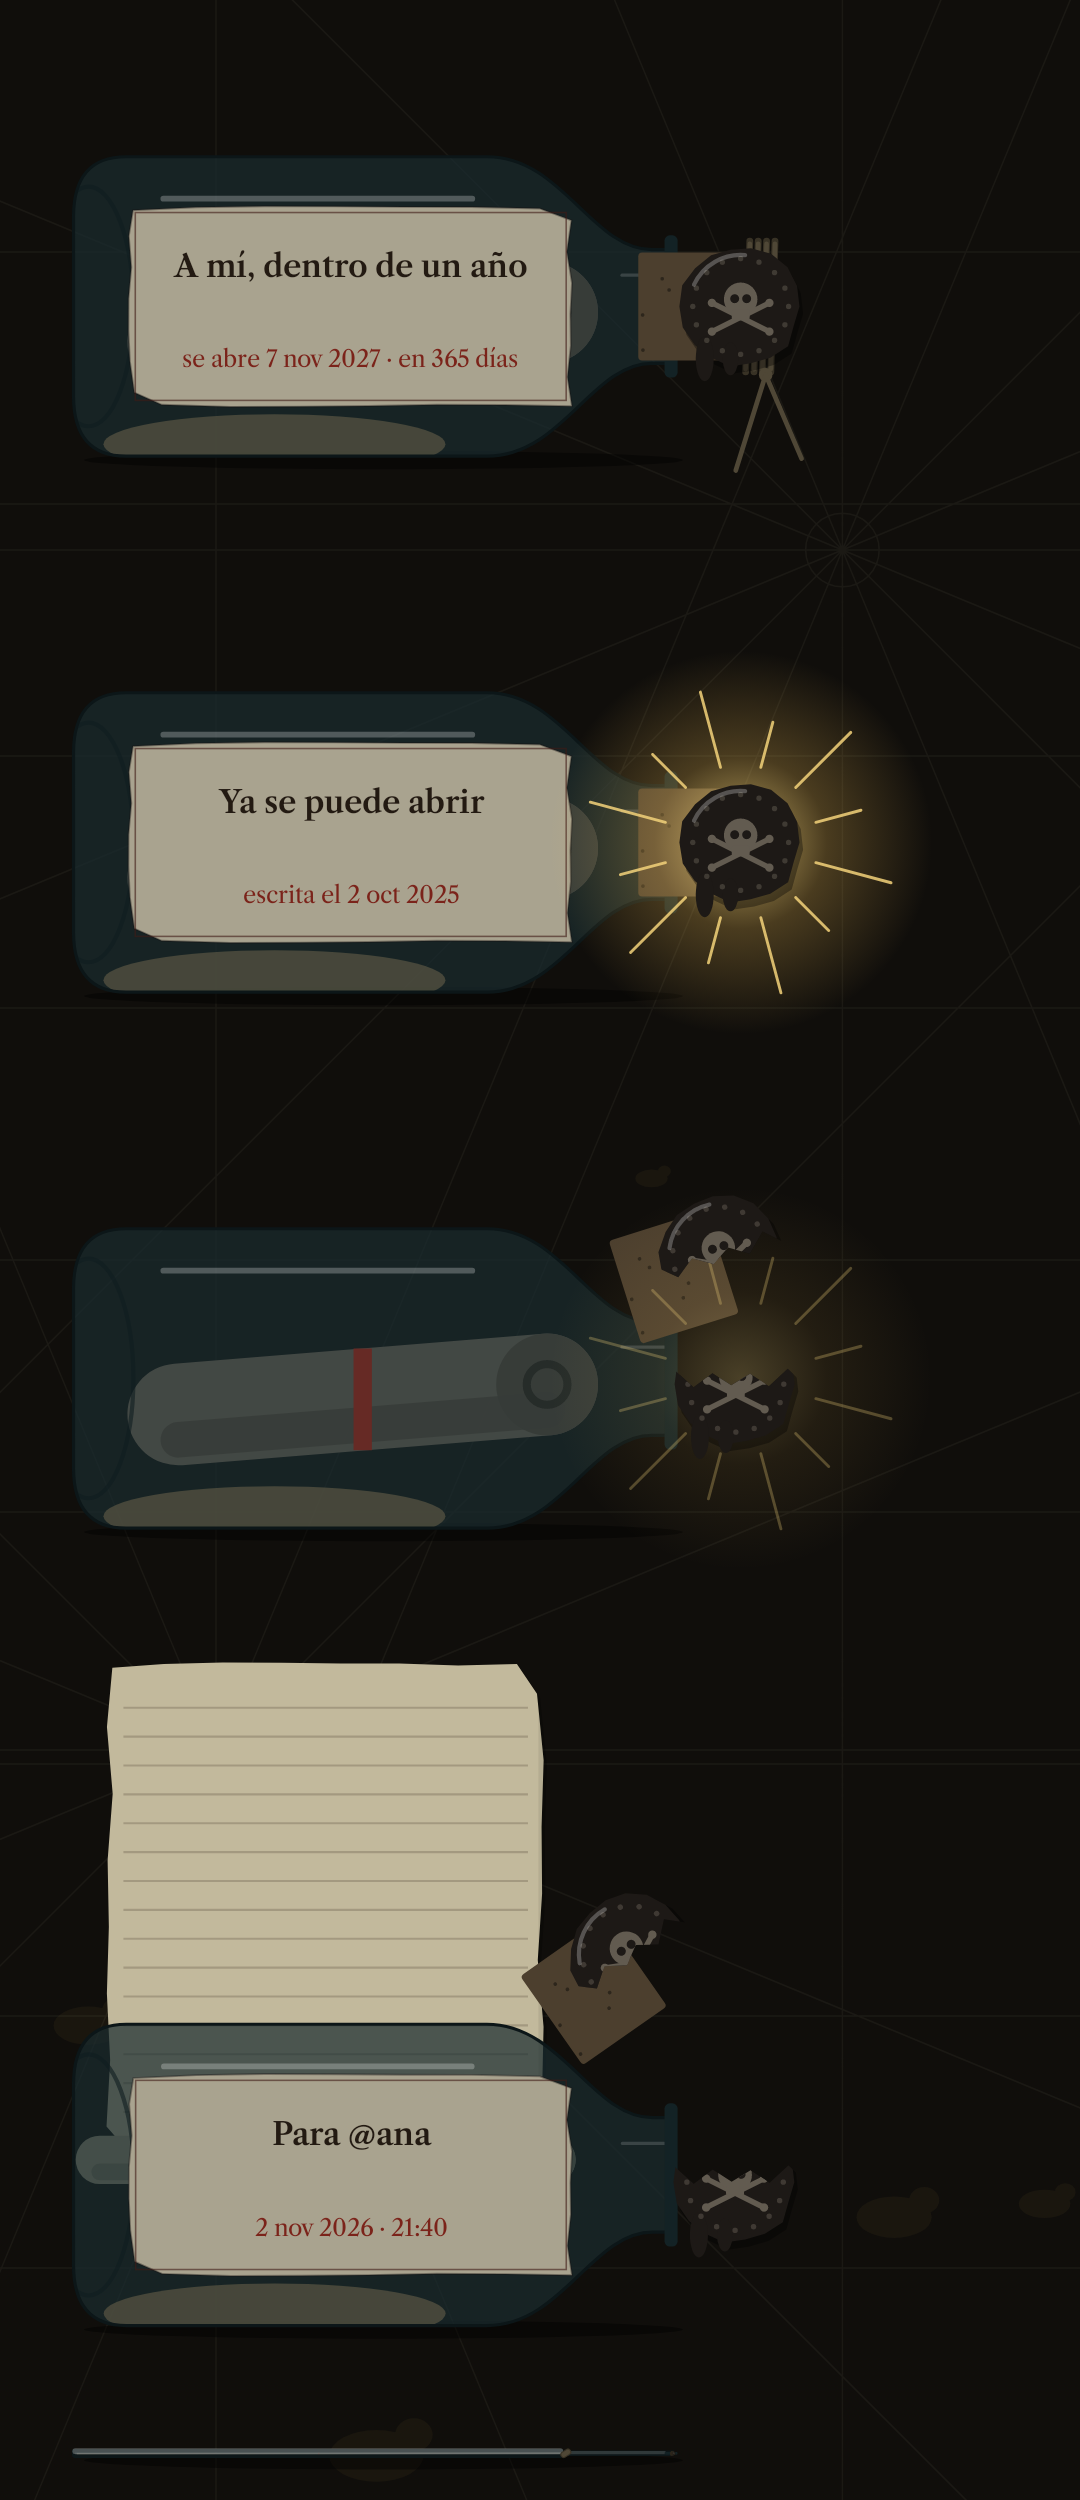 A mí, dentro de un año
se abre 7 nov 2027 · en 365 días
Ya se puede abrir
escrita el 2 oct 2025
Para @ana
2 nov 2026 · 21:40